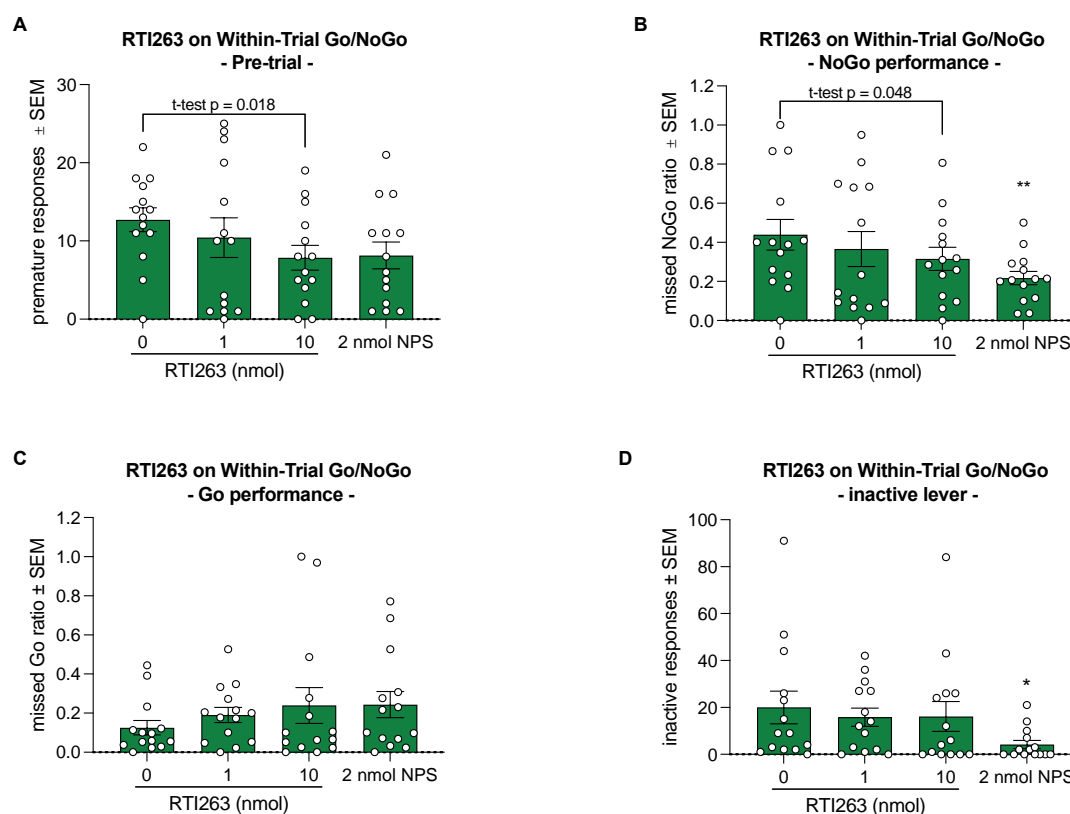 A
RTI263 on Within-Trial Go/NoGo
- Pre-trial -
premature responses ± SEM
30
20
10
0
t-test p = 0.018
0 1 10 2 nmol NPS
RTI263 (nmol)
B
RTI263 on Within-Trial Go/NoGo
- NoGo performance -
missed NoGo ratio ± SEM
1.2
1.0
0.8
0.6
0.4
0.2
0.0
t-test p = 0.048
**
0 1 10 2 nmol NPS
RTI263 (nmol)
C
RTI263 on Within-Trial Go/NoGo
- Go performance -
missed Go ratio ± SEM
1.2
1.0
0.8
0.6
0.4
0.2
0.0
0 1 10 2 nmol NPS
RTI263 (nmol)
D
RTI263 on Within-Trial Go/NoGo
- inactive lever -
inactive responses ± SEM
100
80
60
40
20
0
*
0 1 10 2 nmol NPS
RTI263 (nmol)